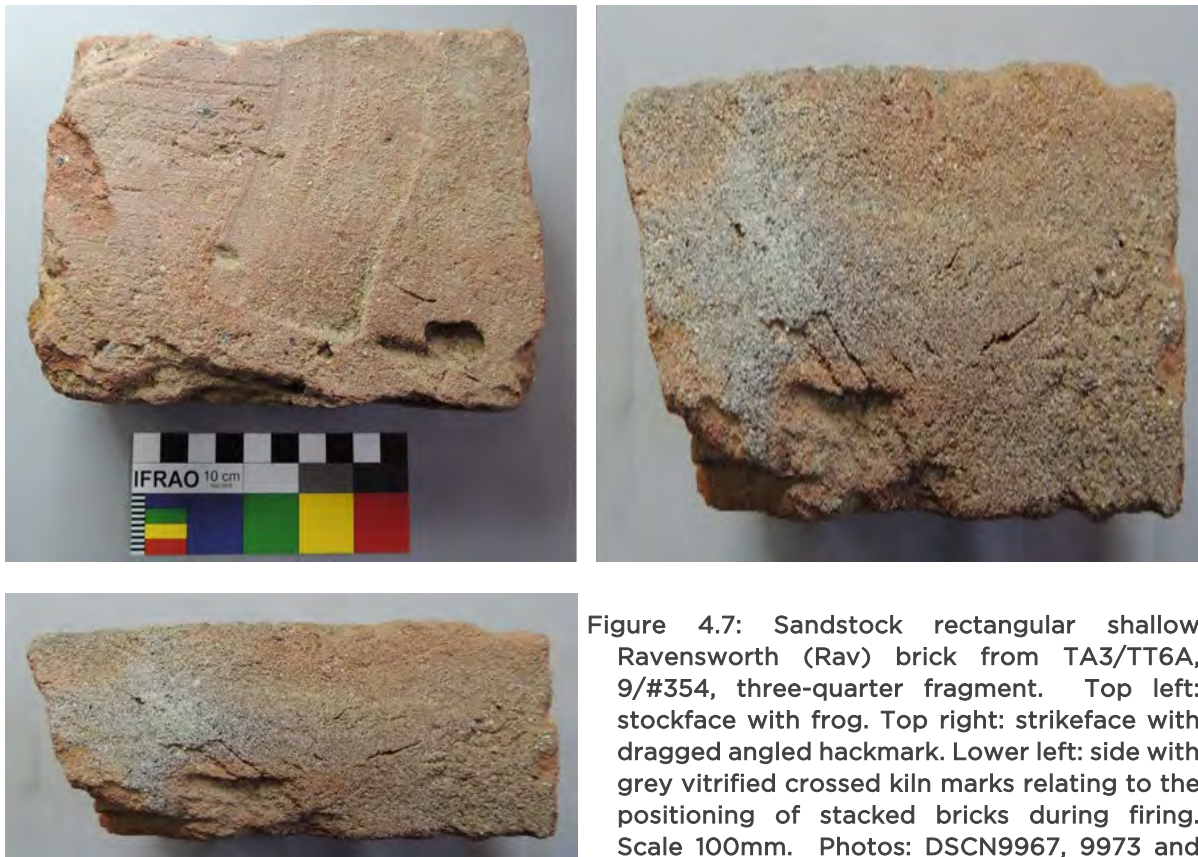 IFRAO 10 cm
Figure 4.7: Sandstock rectangular shallow
Ravensworth (Rav) brick from TA3/TT6A,
9/#354, three-quarter fragment. Top left:
stockface with frog. Top right: strikeface with
dragged angled hackmark. Lower left: side with
grey vitrified crossed kiln marks relating to the
positioning of stacked bricks during firing.
Scale 100mm. Photos: DSCN9967, 9973 and